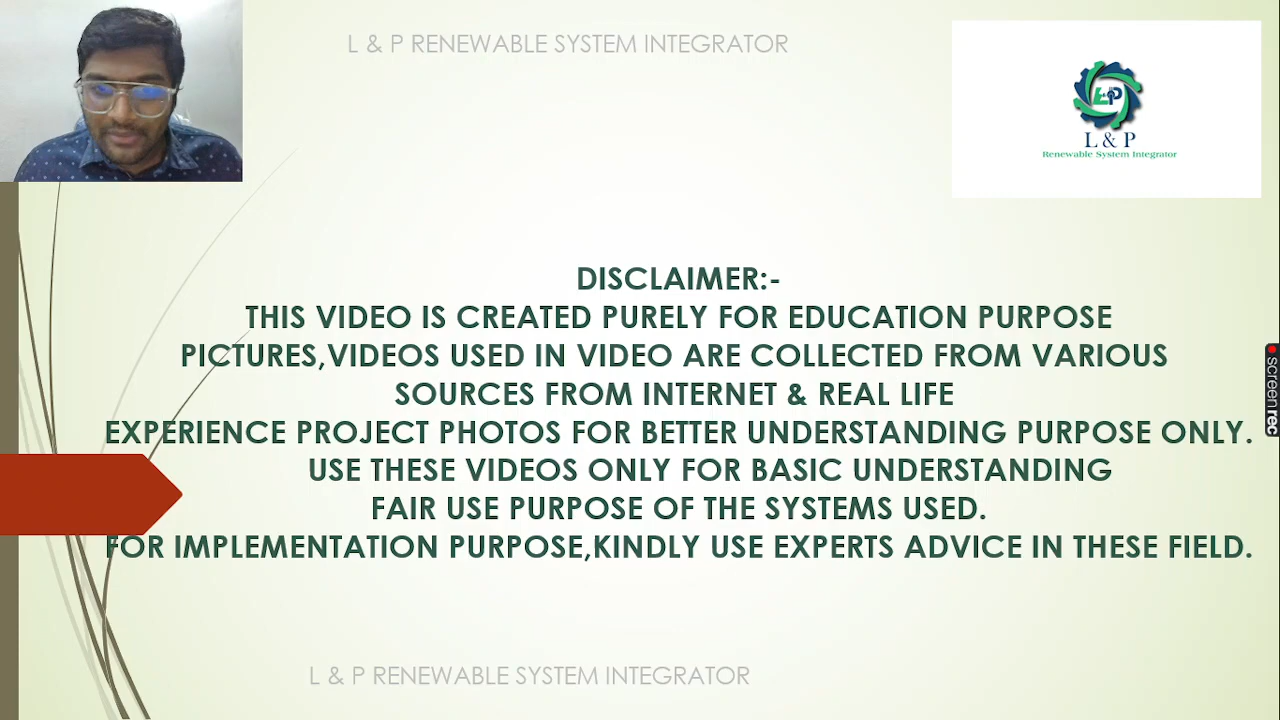 L & P RENEWABLE SYSTEM INTEGRATOR
L&P
L & P
Renewable System Integrator
DISCLAIMER:-
THIS VIDEO IS CREATED PURELY FOR EDUCATION PURPOSE
PICTURES,VIDEOS USED IN VIDEO ARE COLLECTED FROM VARIOUS
SOURCES FROM INTERNET & REAL LIFE
EXPERIENCE PROJECT PHOTOS FOR BETTER UNDERSTANDING PURPOSE ONLY.
USE THESE VIDEOS ONLY FOR BASIC UNDERSTANDING
FAIR USE PURPOSE OF THE SYSTEMS USED.
FOR IMPLEMENTATION PURPOSE,KINDLY USE EXPERTS ADVICE IN THESE FIELD.
screenrec
L & P RENEWABLE SYSTEM INTEGRATOR